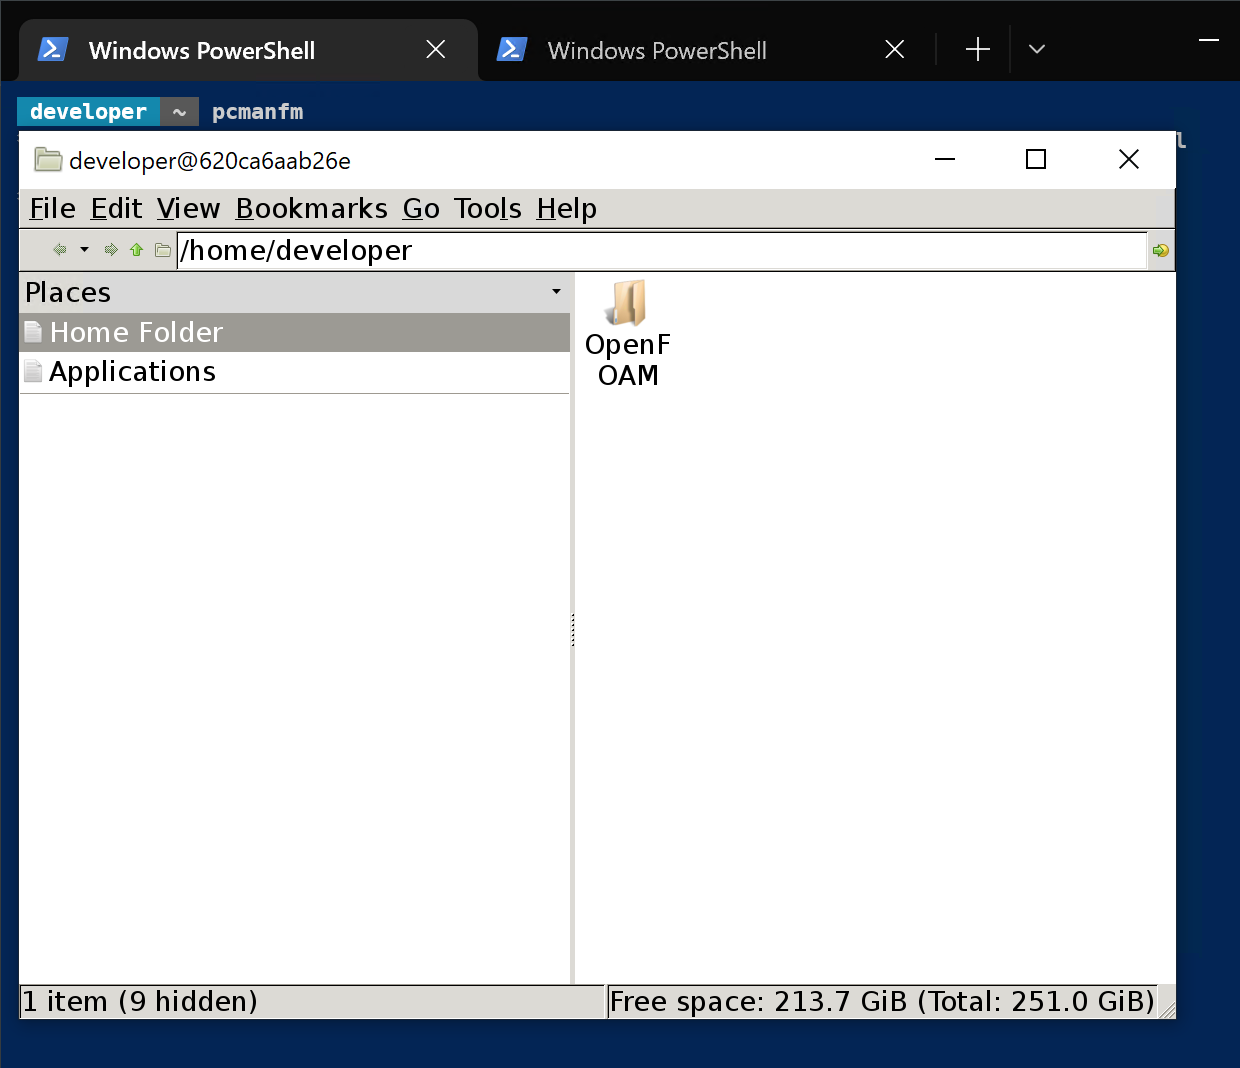 Windows PowerShell
Windows PowerShell
developer ~ pcmanfm
l
developer@620ca6aab26e
File Edit View Bookmarks Go Tools Help
/home/developer
Places
Home Folder
Applications
OpenF
OAM
1 item (9 hidden)
Free space: 213.7 GiB (Total: 251.0 GiB)